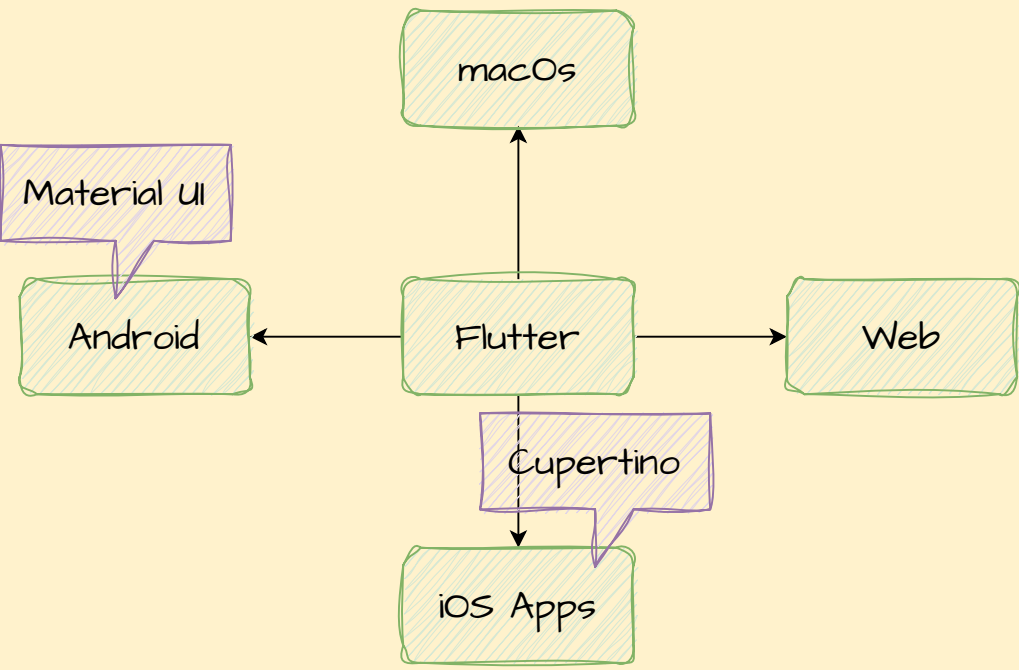 macOs
Material UI
Android
Flutter
Web
Cupertino
iOS Apps